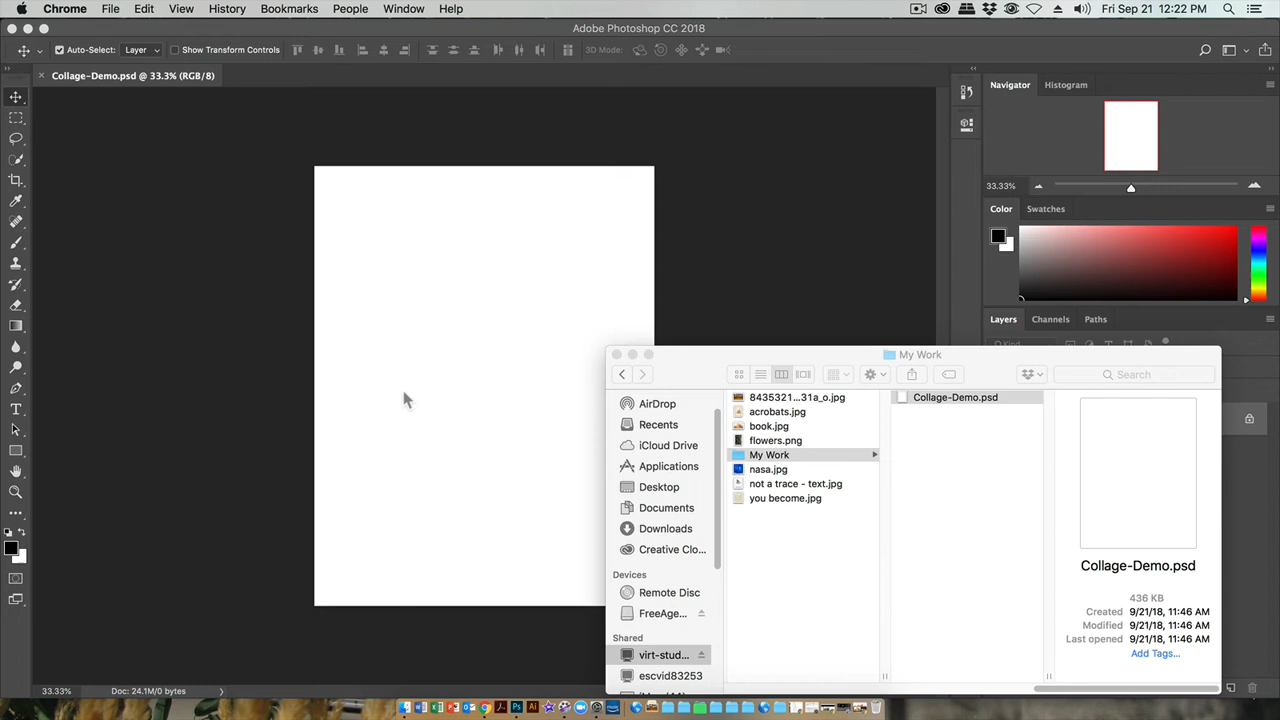 Chrome File Edit View History Bookmarks People Window Help Fri Sep 21 12:22 PM
Adobe Photoshop CC 2018
Auto-Select: Layer Show Transform Controls 3D Mode:
× Collage-Demo.psd @ 33.3% (RGB/8)
Navigator Histogram
33.33%
Color Swatches
Layers Channels Paths
My Work
Search
AirDrop
Recents
iCloud Drive
Applications
Desktop
Documents
Downloads
Creative Clo...
Devices
Remote Disc
FreeAge...
Shared
virt-stud...
escvid83253
8435321...31a_o.jpg
acrobats.jpg
book.jpg
flowers.png
My Work
nasa.jpg
not a trace - text.jpg
you become.jpg
Collage-Demo.psd
Collage-Demo.psd
436 KB
Created 9/21/18, 11:46 AM
Modified 9/21/18, 11:46 AM
Last opened 9/21/18, 11:46 AM
Add Tags...
33.33% Doc: 24.1M/0 bytes